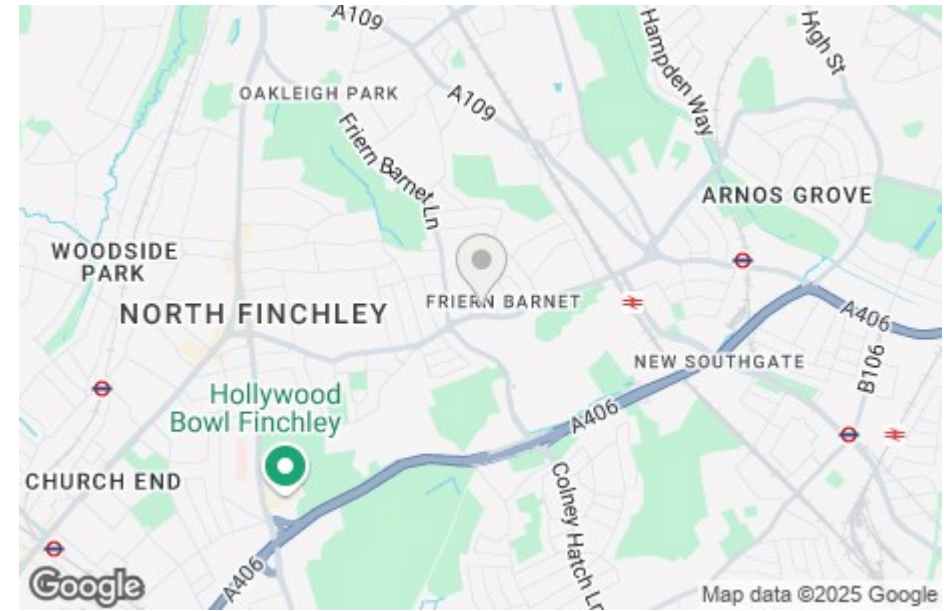 A109
High St
Hampden Way
OAKLEIGH PARK
A109
Friern Barnet Ln
ARNOS GROVE
WOODSIDE
PARK
NORTH FINCHLEY
FRIERN BARNET
A406
B106
NEW SOUTHGATE
Hollywood
Bowl Finchley
A406
CHURCH END
Colney Hatch Ln
A406
Google
Map data ©2025 Google